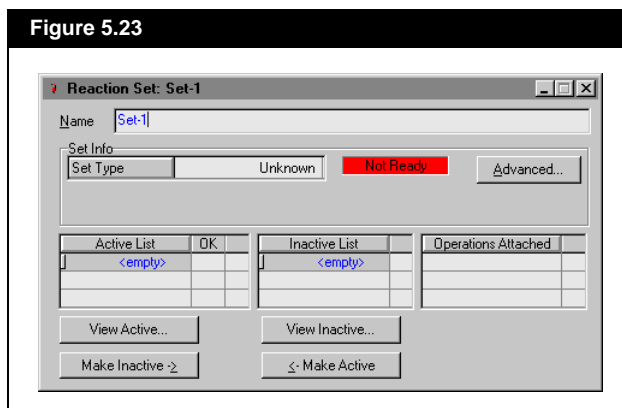 Figure 5.23
Reaction Set: Set-1
Name Set-1
Set Info
Set Type Unknown Not Ready Advanced...
Active List OK Inactive List Operations Attached
<empty> <empty>
View Active... View Inactive...
Make Inactive -> <- Make Active